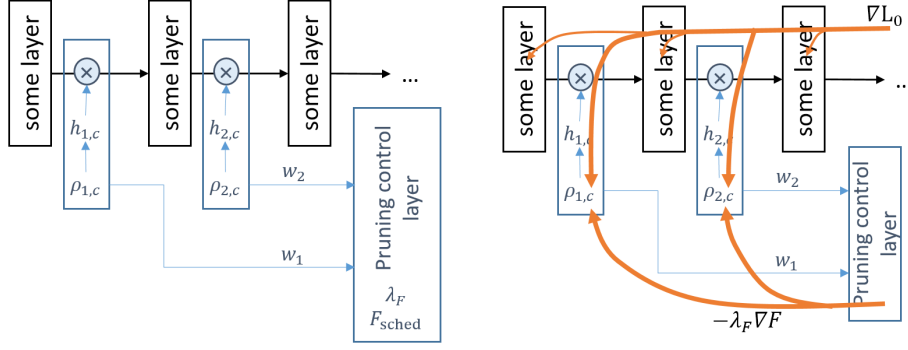 some layer
some layer
some layer
...
h1,c
h2,c
ρ1,c
ρ2,c
w2
w1
Pruning control
layer
λF
Fsched
∇L0
some layer
some layer
some layer
..
h1,c
h2,c
ρ1,c
ρ2,c
w2
w1
Pruning control
layer
−λF∇F